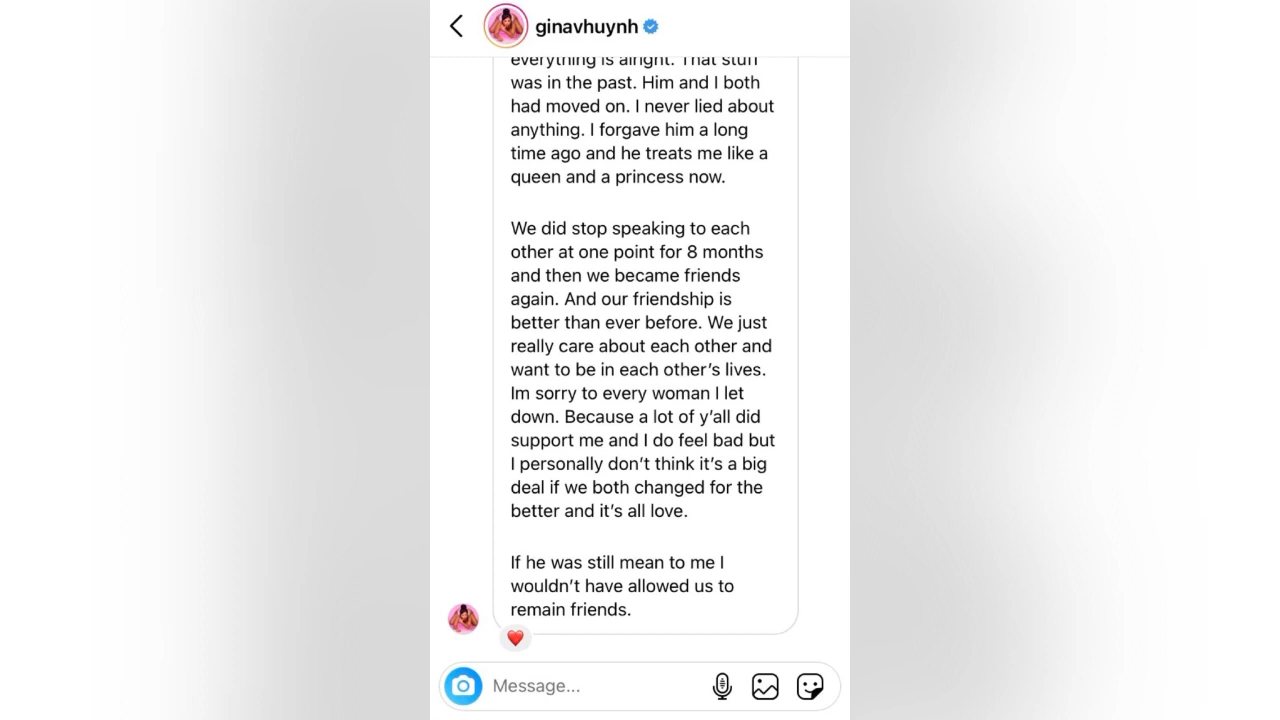 ginavhuynh
everything is alright. That stuff
was in the past. Him and I both
had moved on. I never lied about
anything. I forgave him a long
time ago and he treats me like a
queen and a princess now.
We did stop speaking to each
other at one point for 8 months
and then we became friends
again. And our friendship is
better than ever before. We just
really care about each other and
want to be in each other’s lives.
Im sorry to every woman I let
down. Because a lot of y’all did
support me and I do feel bad but
I personally don’t think it’s a big
deal if we both changed for the
better and it’s all love.
If he was still mean to me I
wouldn’t have allowed us to
remain friends.
Message...